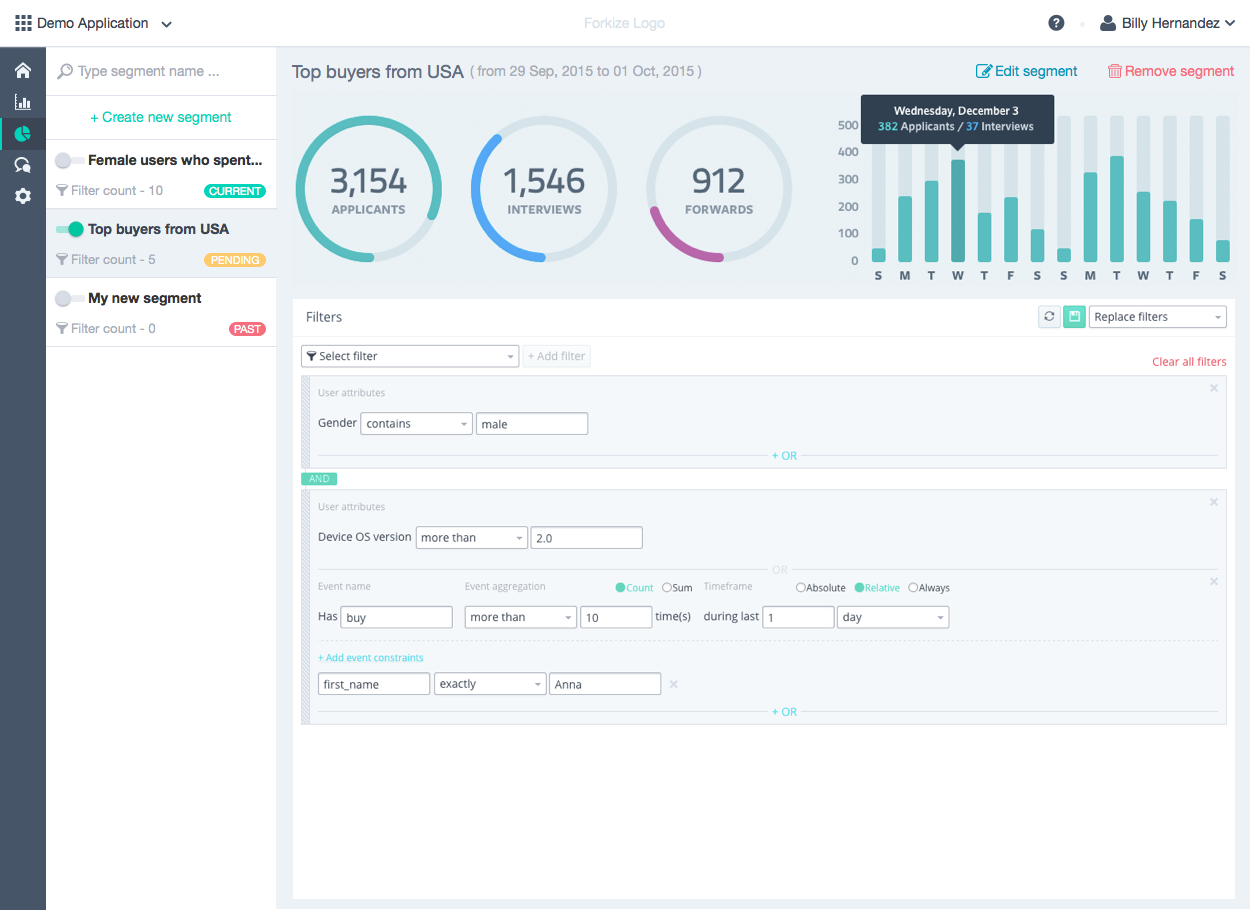 Demo Application
Forkize Logo
?
Billy Hernandez
Type segment name ...
+ Create new segment
Female users who spent...
Filter count - 10
CURRENT
Top buyers from USA
Filter count - 5
PENDING
My new segment
Filter count - 0
PAST
Top buyers from USA ( from 29 Sep, 2015 to 01 Oct, 2015 )
Edit segment
Remove segment
3,154
APPLICANTS
1,546
INTERVIEWS
912
FORWARDS
Wednesday, December 3
382 Applicants / 37 Interviews
500
400
300
200
100
0
S M T W T F S S M T W T F S
Filters
Replace filters
Select filter
+ Add filter
Clear all filters
User attributes
Gender contains male
+ OR
AND
User attributes
Device OS version more than 2.0
OR
Event name Event aggregation Count Sum Timeframe Absolute Relative Always
Has buy more than 10 time(s) during last 1 day
+ Add event constraints
first_name exactly Anna
+ OR